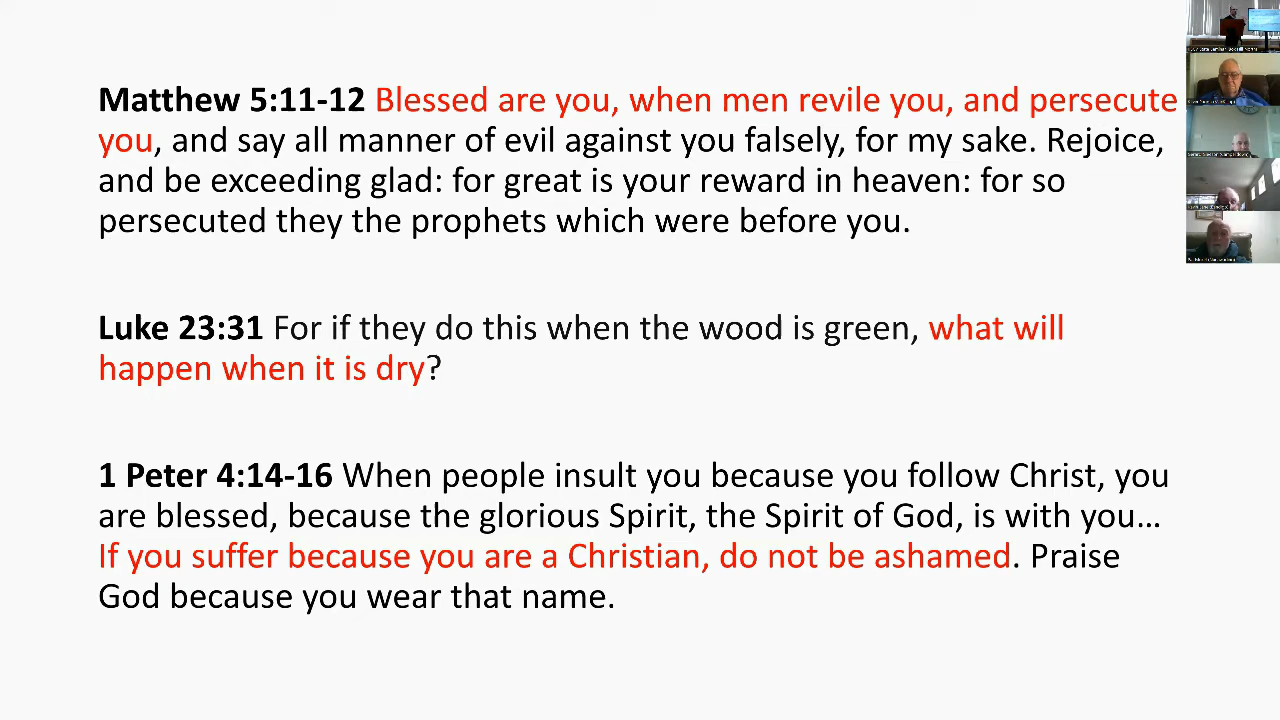 Matthew 5:11-12 Blessed are you, when men revile you, and persecute
you, and say all manner of evil against you falsely, for my sake. Rejoice,
and be exceeding glad: for great is your reward in heaven: for so
persecuted they the prophets which were before you.
Luke 23:31 For if they do this when the wood is green, what will
happen when it is dry?
1 Peter 4:14-16 When people insult you because you follow Christ, you
are blessed, because the glorious Spirit, the Spirit of God, is with you…
If you suffer because you are a Christian, do not be ashamed. Praise
God because you wear that name.